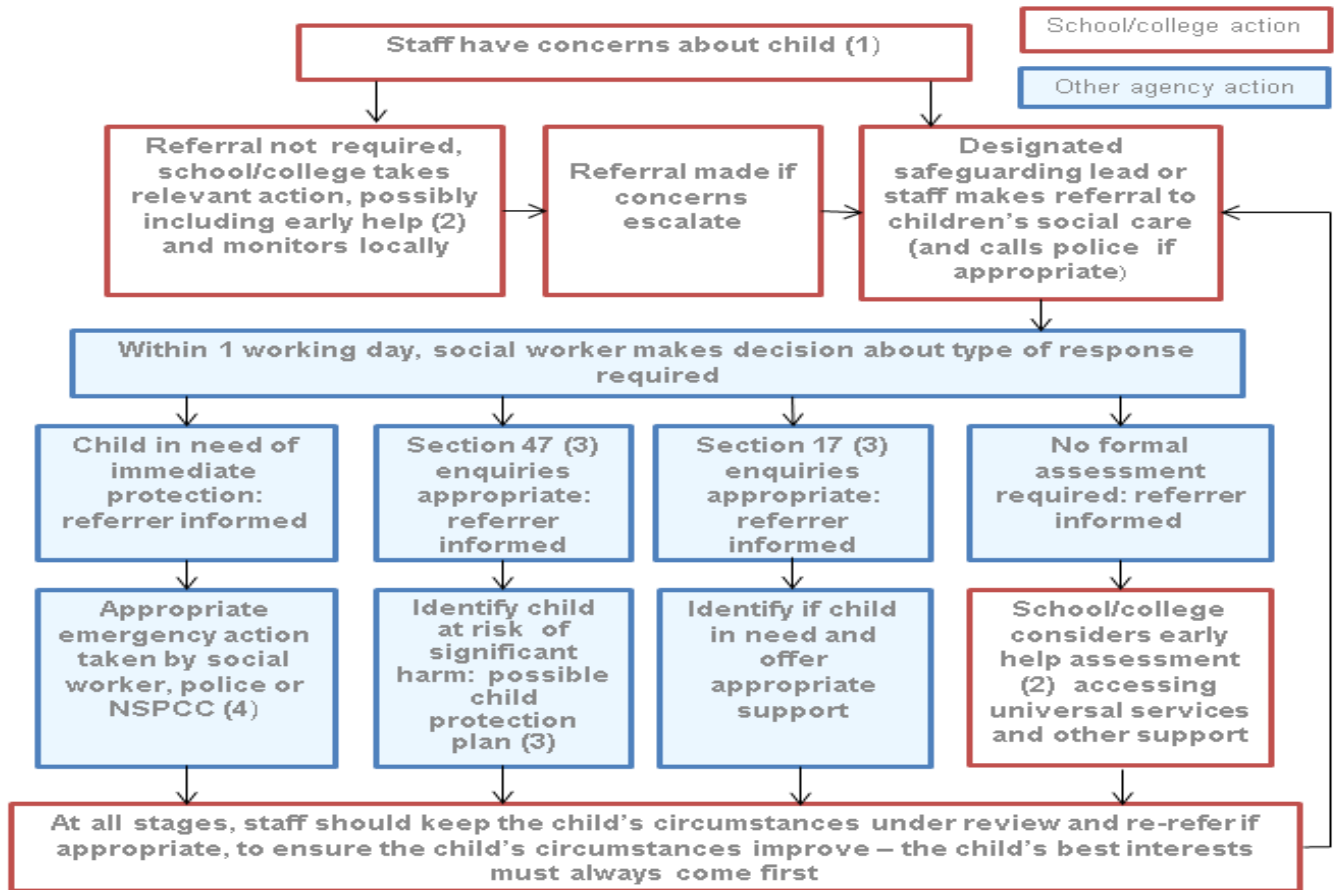 Staff have concerns about child (1)
School/college action
Other agency action
Referral not required,
school/college takes
relevant action, possibly
including early help (2)
and monitors locally
Referral made if
concerns
escalate
Designated
safeguarding lead or
staff makes referral to
children’s social care
(and calls police if
appropriate)
Within 1 working day, social worker makes decision about type of response
required
Child in need of
immediate
protection:
referrer informed
Section 47 (3)
enquiries
appropriate:
referrer
informed
Section 17 (3)
enquiries
appropriate:
referrer
informed
No formal
assessment
required: referrer
informed
Appropriate
emergency action
taken by social
worker, police or
NSPCC (4)
Identify child
at risk of
significant
harm: possible
child
protection
plan (3)
Identify if child
in need and
offer
appropriate
support
School/college
considers early
help assessment
(2) accessing
universal services
and other support
At all stages, staff should keep the child’s circumstances under review and re-refer if
appropriate, to ensure the child’s circumstances improve – the child’s best interests
must always come first